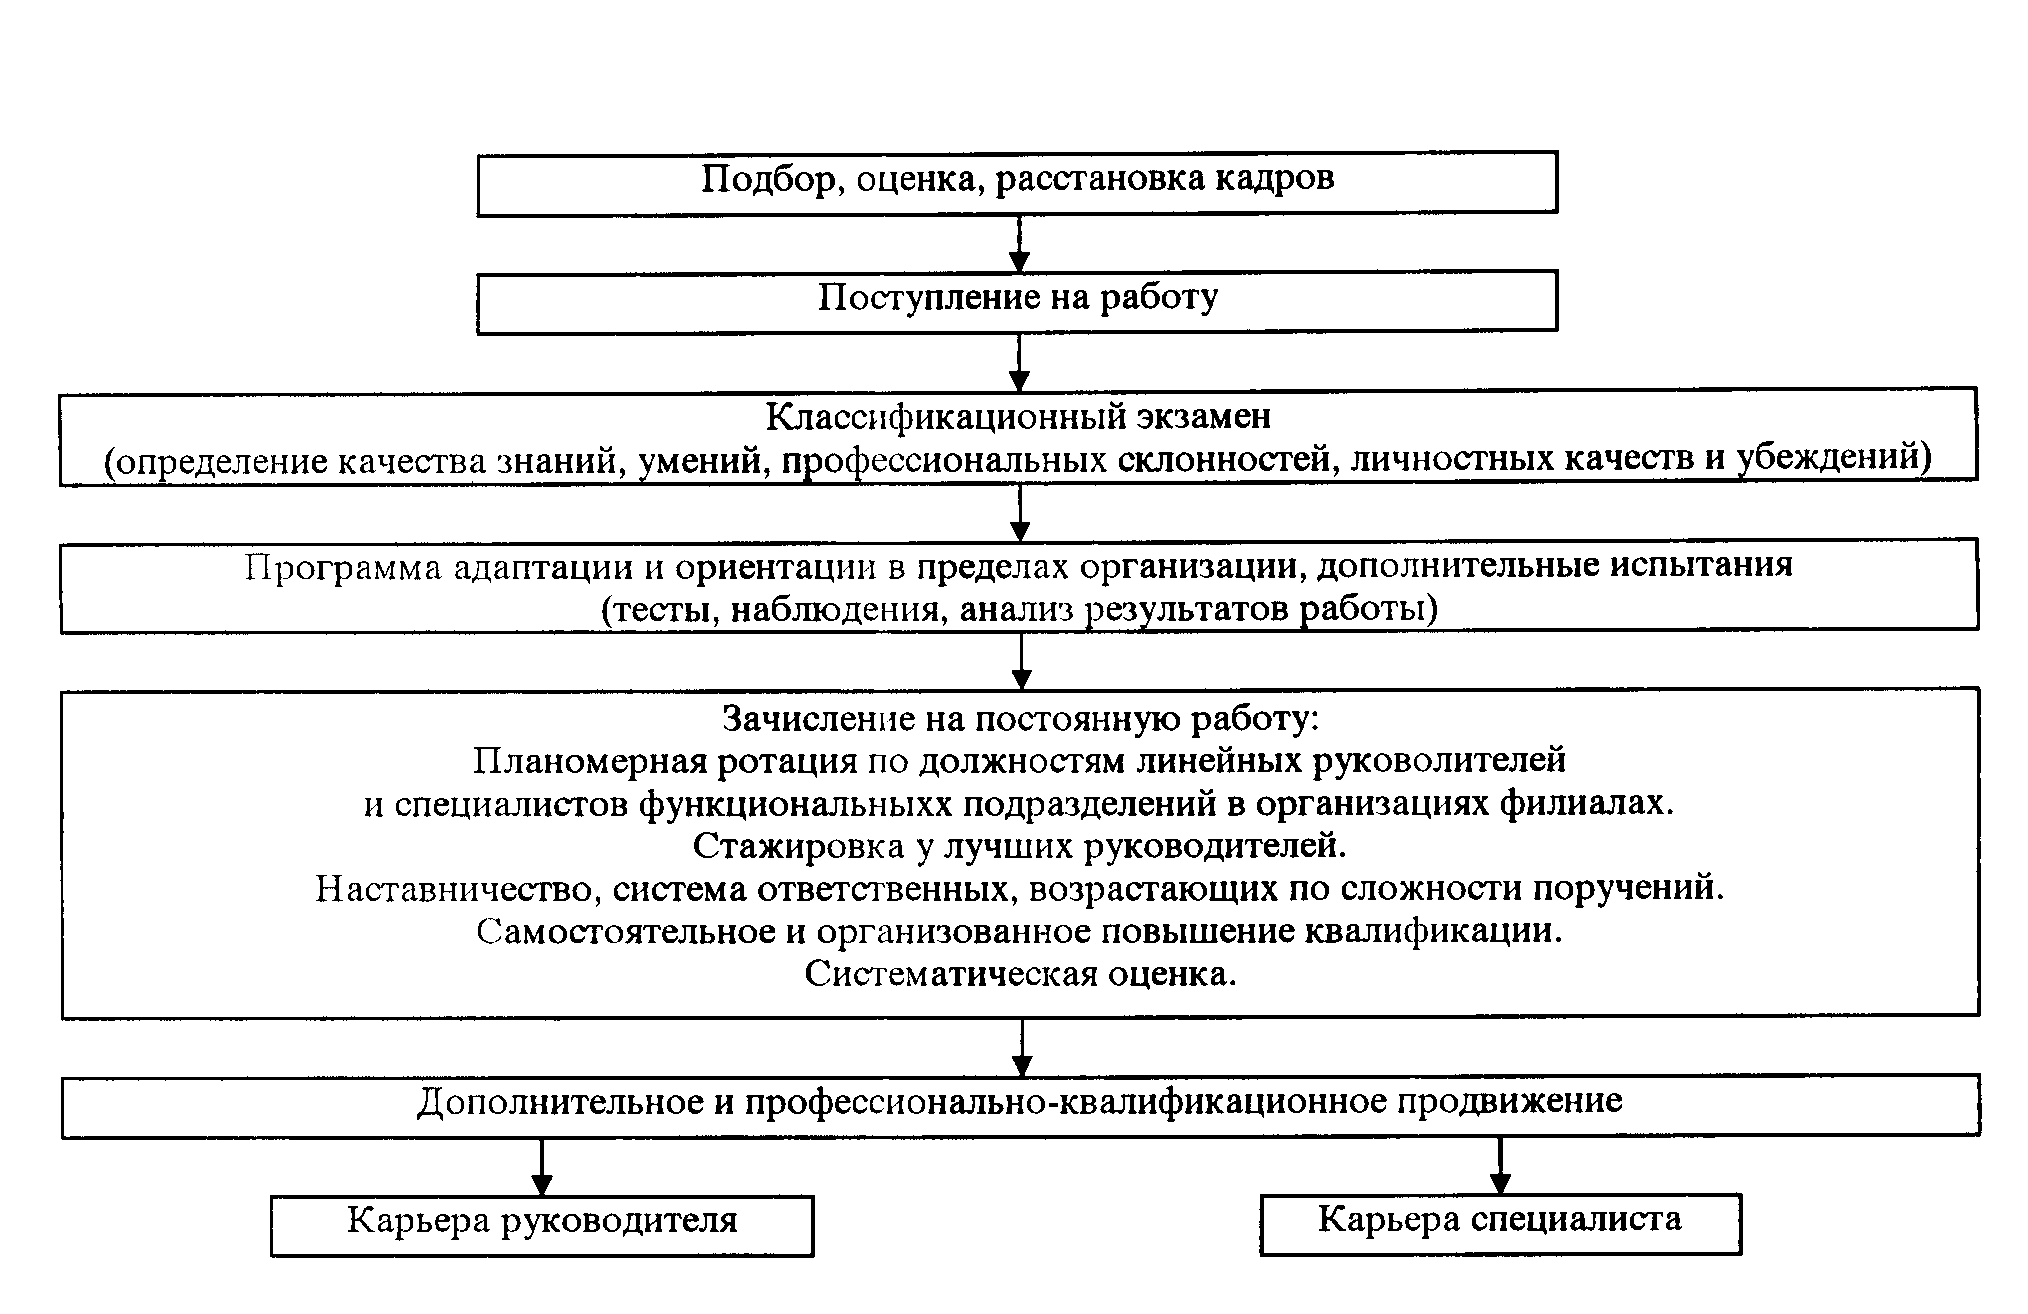 Подбор, оценка, расстановка кадров
Поступление на работу
Классификационный экзамен
(определение качества знаний, умений, профессиональных склонностей, личностных качеств и убеждений)
Программа адаптации и ориентации в пределах организации, дополнительные испытания
(тесты, наблюдения, анализ результатов работы)
Зачисление на постоянную работу:
Планомерная ротация по должностям линейных руководителей
и специалистов функциональныхх подразделений в организациях филиалах.
Стажировка у лучших руководителей.
Наставничество, система ответственных, возрастающих по сложности поручений.
Самостоятельное и организованное повышение квалификации.
Систематическая оценка.
Дополнительное и профессионально-квалификационное продвижение
Карьера руководителя
Карьера специалиста